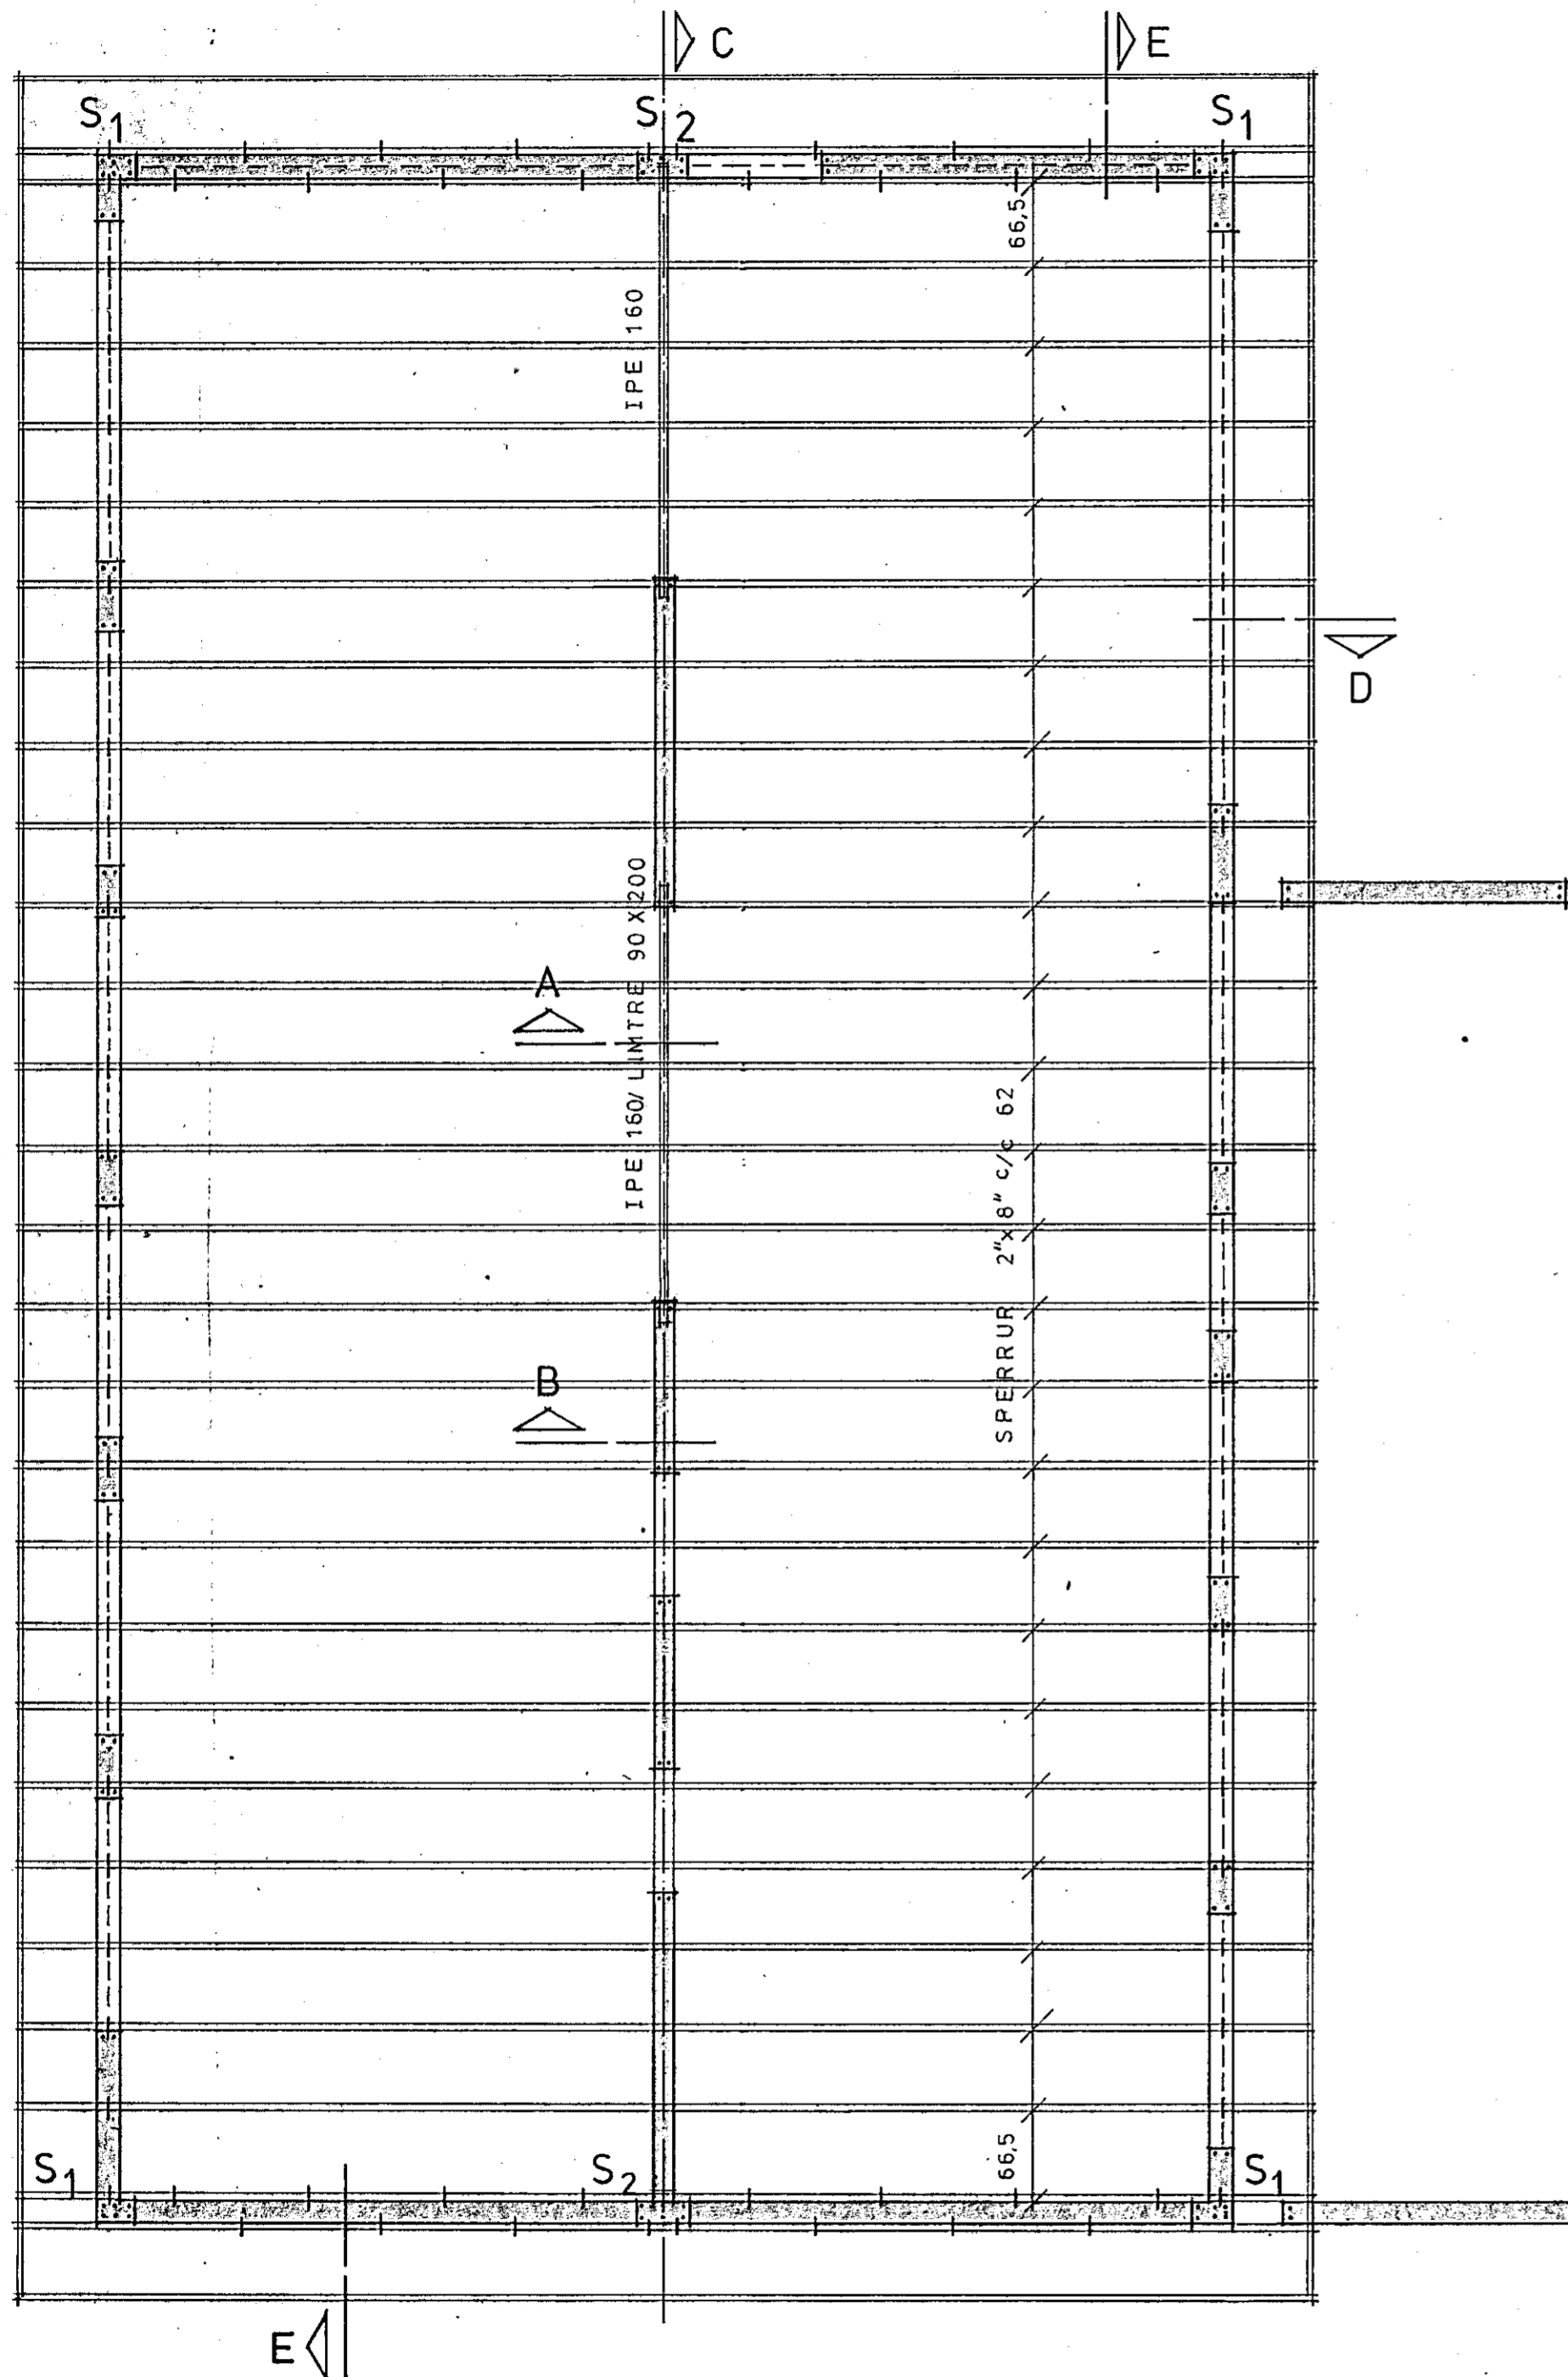 C
E
S1
S2
S1
66,5
IPE 160
D
IPE 160/ LIMTRE 90 X 200
A
SPERRUR 2"x 8" c/c 62
B
66,5
S1
S2
S1
E